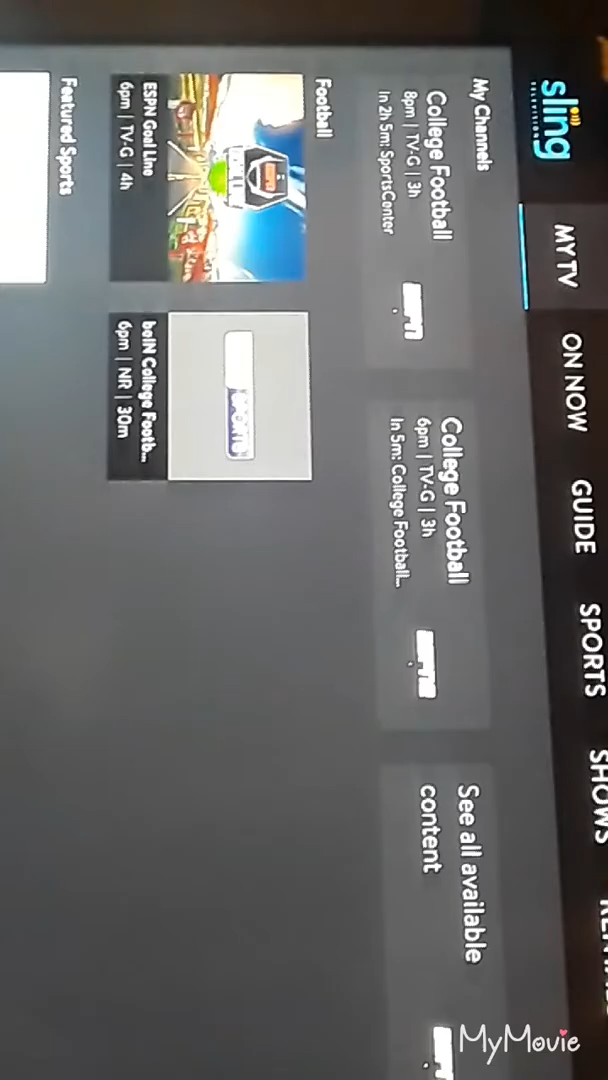 sling
TELEVISION
MY TV
ON NOW
GUIDE
SPORTS
SHOWS
My Channels
College Football
8pm | TV-G | 3h
In 2h 5m: SportsCenter
ESPN
College Football
6pm | TV-G | 3h
In 5m: College Football...
See all available
content
Football
ESPN Goal Line
6pm | TV-G | 4h
SPORTS
beIN College Footb...
6pm | NR | 30m
Featured Sports
MyMovie